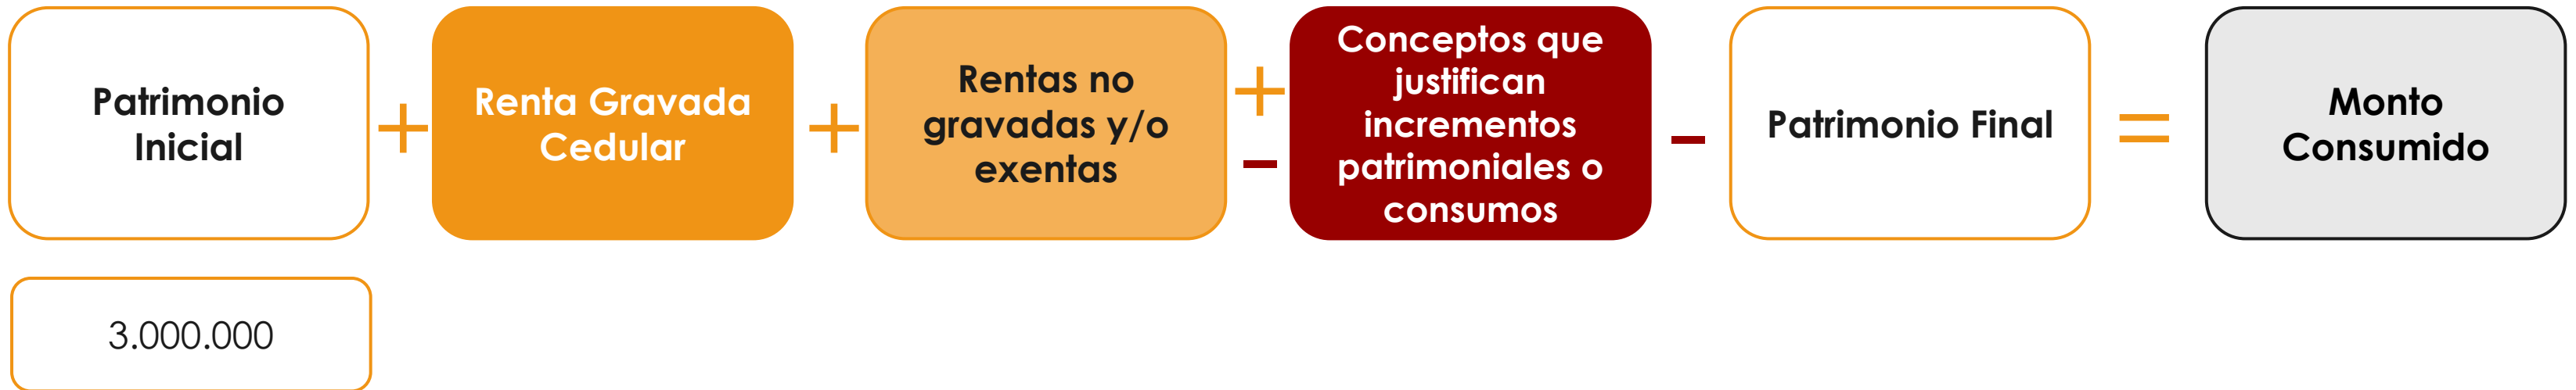 Patrimonio
Inicial
+
Renta Gravada
Cedular
+
Rentas no
gravadas y/o
exentas
+
-
Conceptos que
justifican
incrementos
patrimoniales o
consumos
-
Patrimonio Final
=
Monto
Consumido
3.000.000